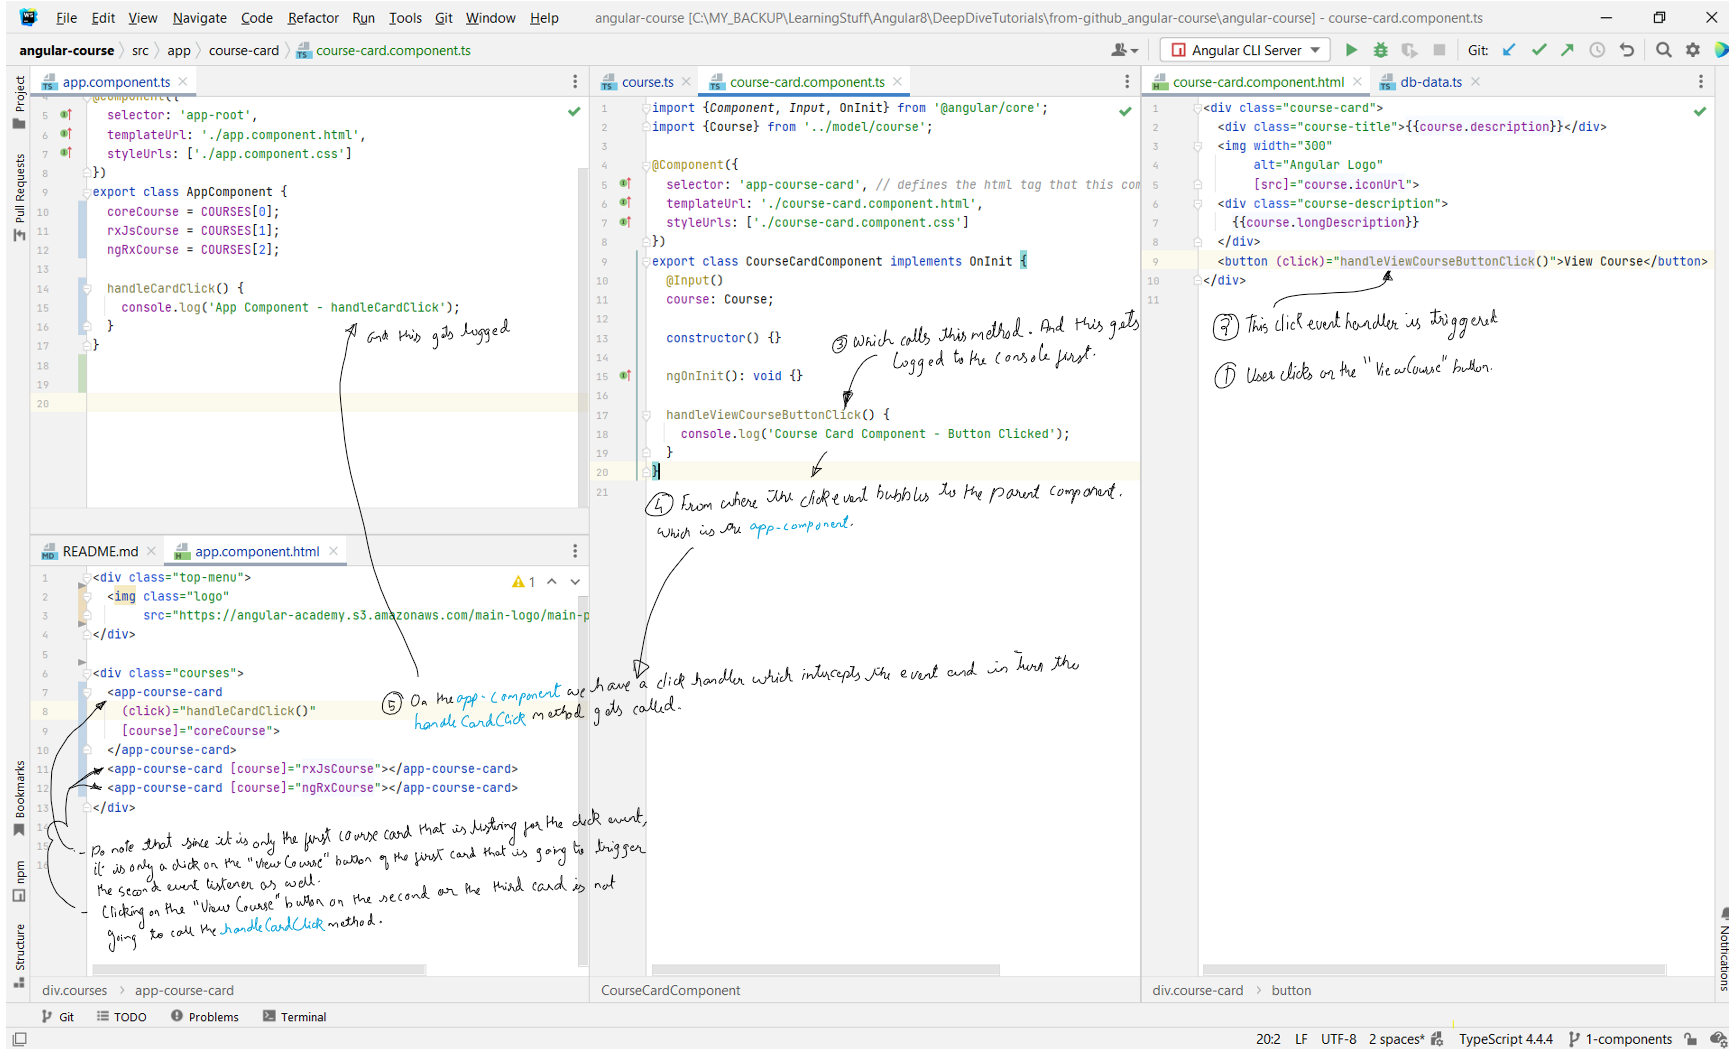 File Edit View Navigate Code Refactor Run Tools Git Window Help
angular-course [C:\MY_BACKUP\LearningStuff\Angular8\DeepDiveTutorials\from-github_angular-course\angular-course] - course-card.component.ts
angular-course src app course-card course-card.component.ts
Angular CLI Server Git:
Project
Pull Requests
Bookmarks
npm
Structure
app.component.ts
4 @Component({
5 selector: 'app-root',
6 templateUrl: './app.component.html',
7 styleUrls: ['./app.component.css']
8 })
9 export class AppComponent {
10 coreCourse = COURSES[0];
11 rxJsCourse = COURSES[1];
12 ngRxCourse = COURSES[2];
13
14 handleCardClick() {
15 console.log('App Component - handleCardClick');
16 }
17 }
18
19
20
and this gets logged
README.md app.component.html
1
1 <div class="top-menu">
2 <img class="logo"
3 src="https://angular-academy.s3.amazonaws.com/main-logo/main-p
4 </div>
5
6 <div class="courses">
7 <app-course-card
8 (click)="handleCardClick()"
9 [course]="coreCourse">
10 </app-course-card>
11 <app-course-card [course]="rxJsCourse"></app-course-card>
12 <app-course-card [course]="ngRxCourse"></app-course-card>
13 </div>
14
15
16
- Do note that since it is only the first course card that is listening for the click event,
it is only a click on the "View Course" button of the first card that is going to trigger
the second event listener as well.
- Clicking on the "View Course" button on the second or the third card is not
going to call the handleCardClick method.
div.courses app-course-card
course.ts course-card.component.ts
1 import {Component, Input, OnInit} from '@angular/core';
2 import {Course} from '../model/course';
3
4 @Component({
5 selector: 'app-course-card', // defines the html tag that this com
6 templateUrl: './course-card.component.html',
7 styleUrls: ['./course-card.component.css']
8 })
9 export class CourseCardComponent implements OnInit {
10 @Input()
11 course: Course;
12
13 constructor() {}
14
15 ngOnInit(): void {}
16
17 handleViewCourseButtonClick() {
18 console.log('Course Card Component - Button Clicked');
19 }
20 }
21
③ Which calls this method. And this gets
logged to the console first.
④ From where the click event bubbles to the parent component.
which is the app-component.
⑤ On the app-component we have a click handler which intercepts the event and in turn the
handleCardClick method gets called.
CourseCardComponent
course-card.component.html db-data.ts
1 <div class="course-card">
2 <div class="course-title">{{course.description}}</div>
3 <img width="300"
4 alt="Angular Logo"
5 [src]="course.iconUrl">
6 <div class="course-description">
7 {{course.longDescription}}
8 </div>
9 <button (click)="handleViewCourseButtonClick()">View Course</button>
10 </div>
11
② This click event handler is triggered
① User clicks on the "View Course" button.
div.course-card button
Notifications
Git TODO Problems Terminal
20:2 LF UTF-8 2 spaces* TypeScript 4.4.4 1-components